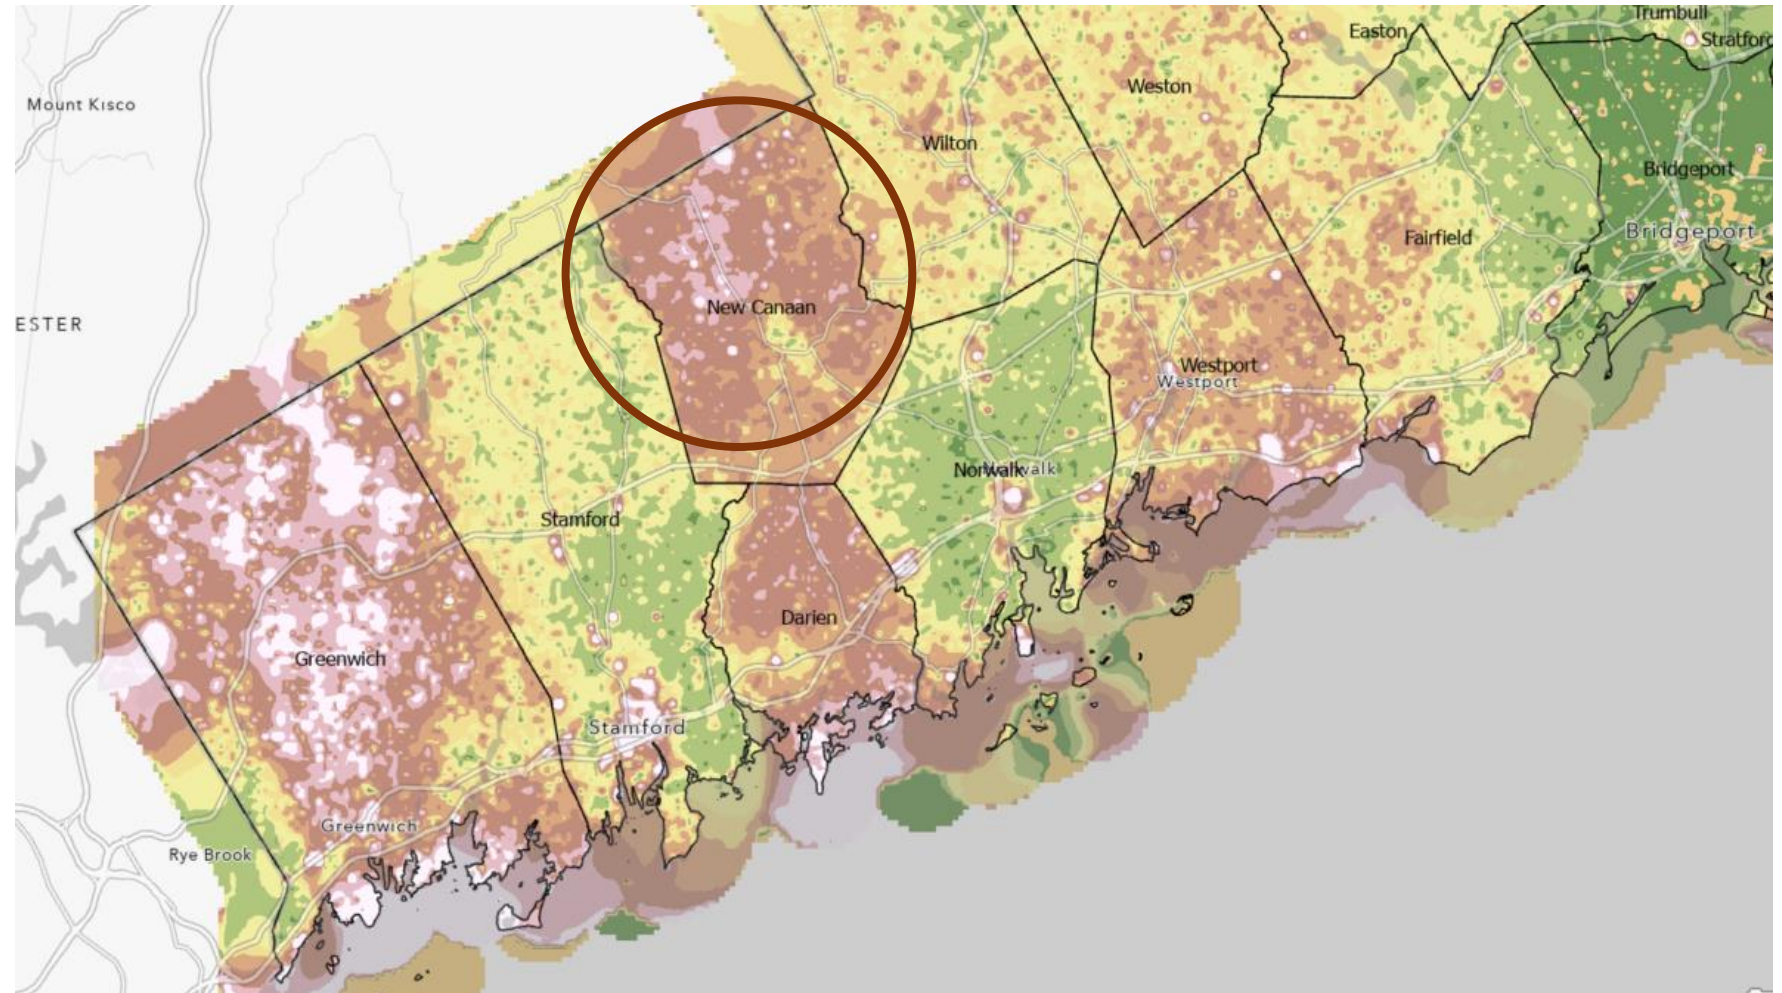 Trumbull
Easton
Stratford
Weston
Mount Kisco
Wilton
Bridgeport
Bridgeport
Fairfield
New Canaan
ESTER
Westport
Westport
Norwalk
Stamford
Darien
Greenwich
Stamford
Greenwich
Rye Brook